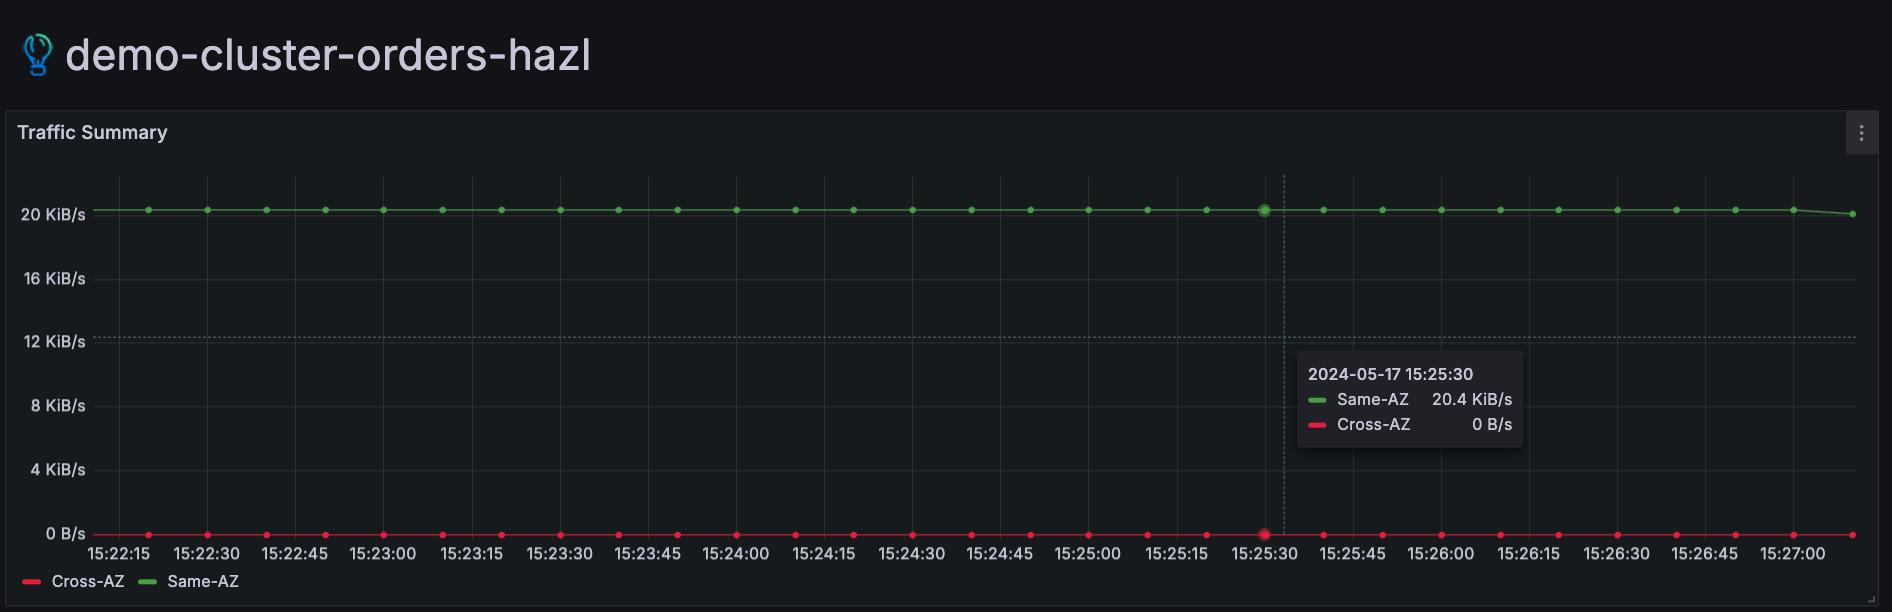 demo-cluster-orders-hazl
Traffic Summary
20 KiB/s
16 KiB/s
12 KiB/s
8 KiB/s
4 KiB/s
0 B/s
2024-05-17 15:25:30
Same-AZ 20.4 KiB/s
Cross-AZ 0 B/s
15:22:15 15:22:30 15:22:45 15:23:00 15:23:15 15:23:30 15:23:45 15:24:00 15:24:15 15:24:30 15:24:45 15:25:00 15:25:15 15:25:30 15:25:45 15:26:00 15:26:15 15:26:30 15:26:45 15:27:00
Cross-AZ Same-AZ